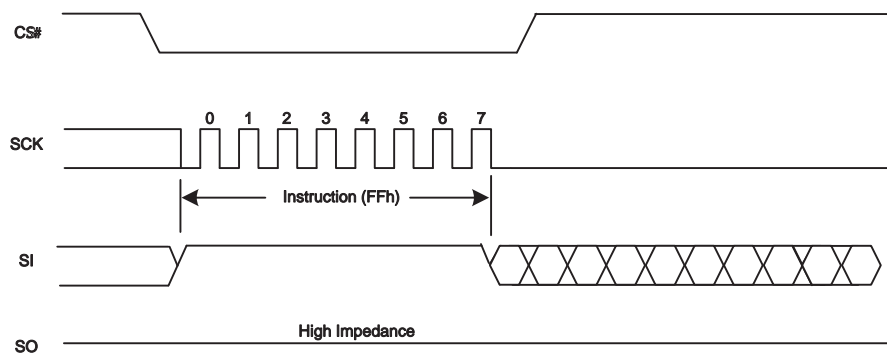 CS#
0 1 2 3 4 5 6 7
SCK
Instruction (FFh)
SI
High Impedance
SO